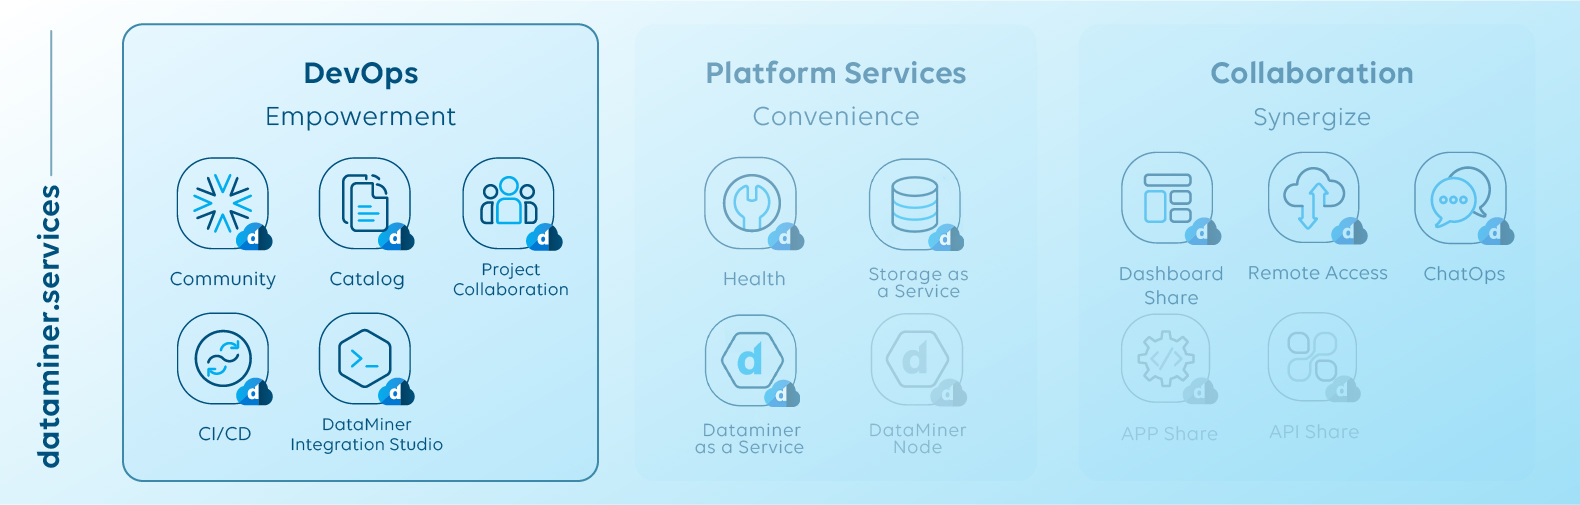 dataminer.services
DevOps
Empowerment
d
Community
d
Catalog
d
Project
Collaboration
d
CI/CD
d
DataMiner
Integration Studio
Platform Services
Convenience
d
Health
d
Storage as
a Service
d
d
Dataminer
as a Service
d
d
DataMiner
Node
Collaboration
Synergize
d
Dashboard
Share
d
Remote Access
d
ChatOps
d
APP Share
d
API Share